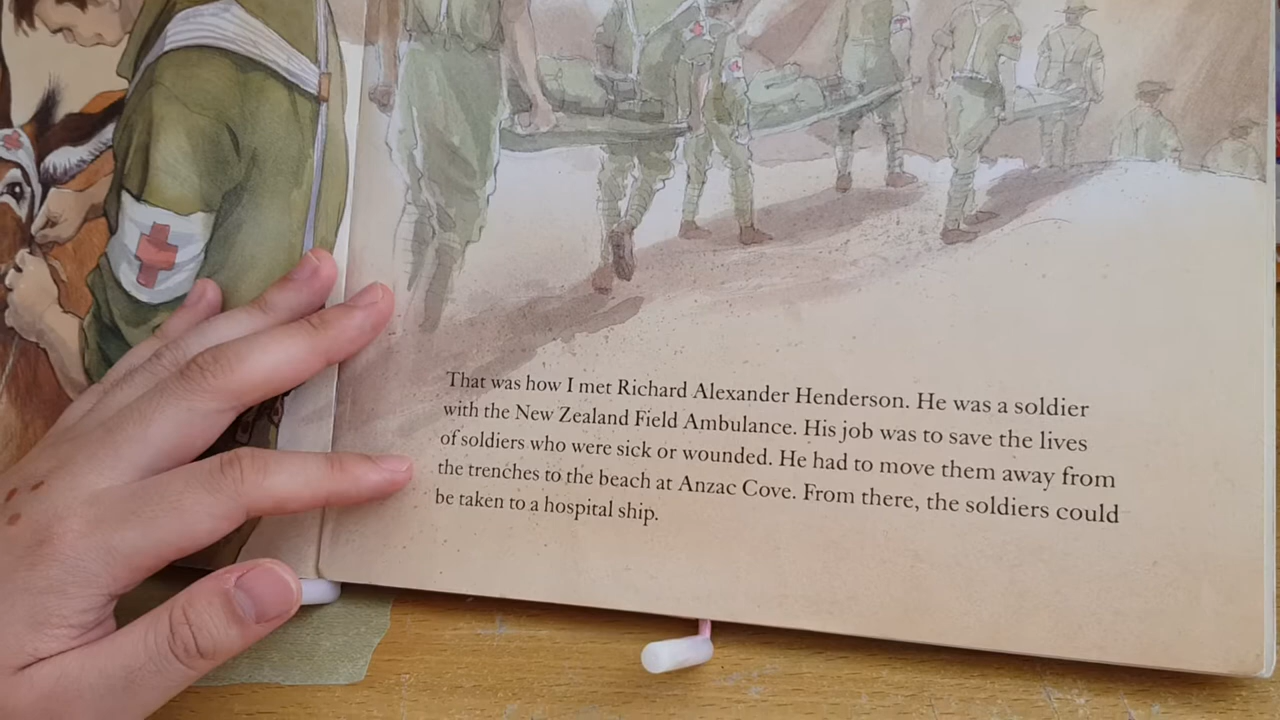 That was how I met Richard Alexander Henderson. He was a soldier
with the New Zealand Field Ambulance. His job was to save the lives
of soldiers who were sick or wounded. He had to move them away from
the trenches to the beach at Anzac Cove. From there, the soldiers could
be taken to a hospital ship.